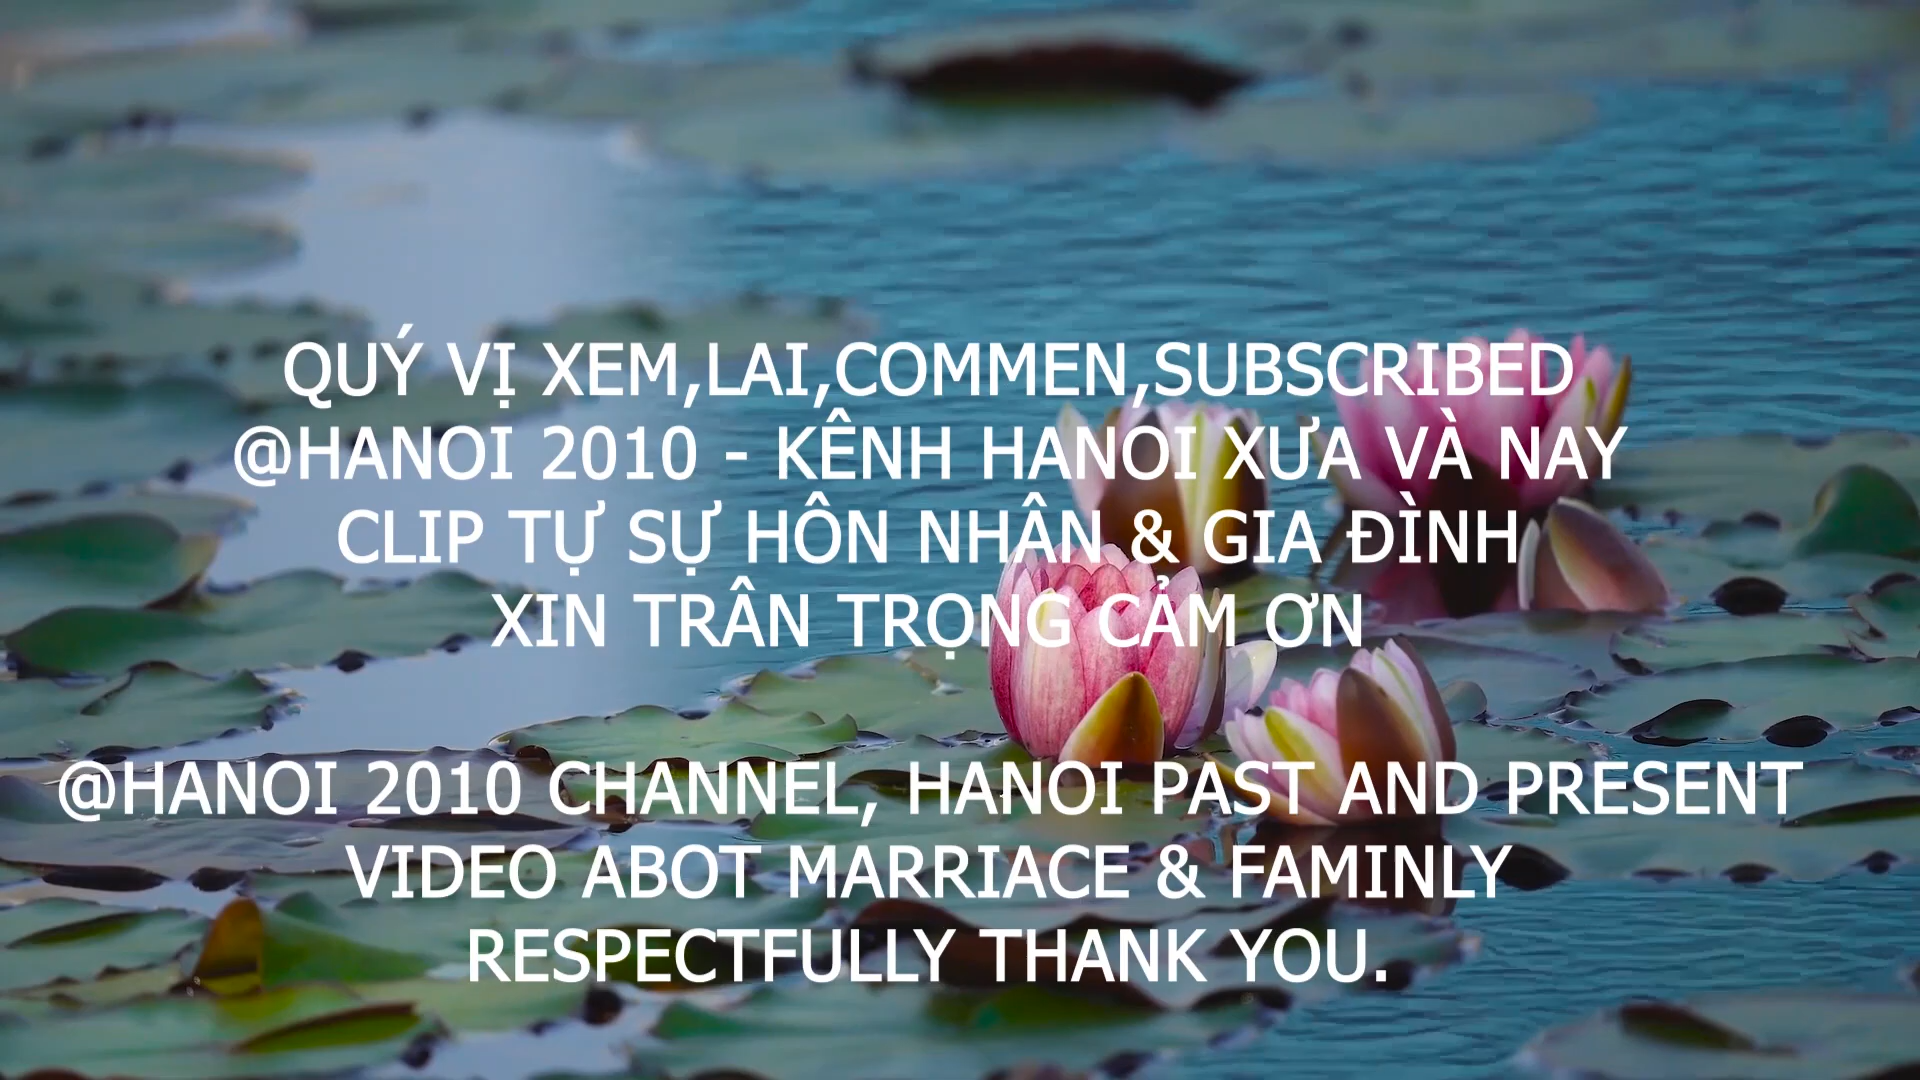 QUÝ VỊ XEM,LAI,COMMEN,SUBSCRIBED
@HANOI 2010 - KÊNH HANOI XƯA VÀ NAY
CLIP TỰ SỰ HÔN NHÂN & GIA ĐÌNH
XIN TRÂN TRỌNG CẢM ƠN
@HANOI 2010 CHANNEL, HANOI PAST AND PRESENT
VIDEO ABOT MARRIACE & FAMINLY
RESPECTFULLY THANK YOU.